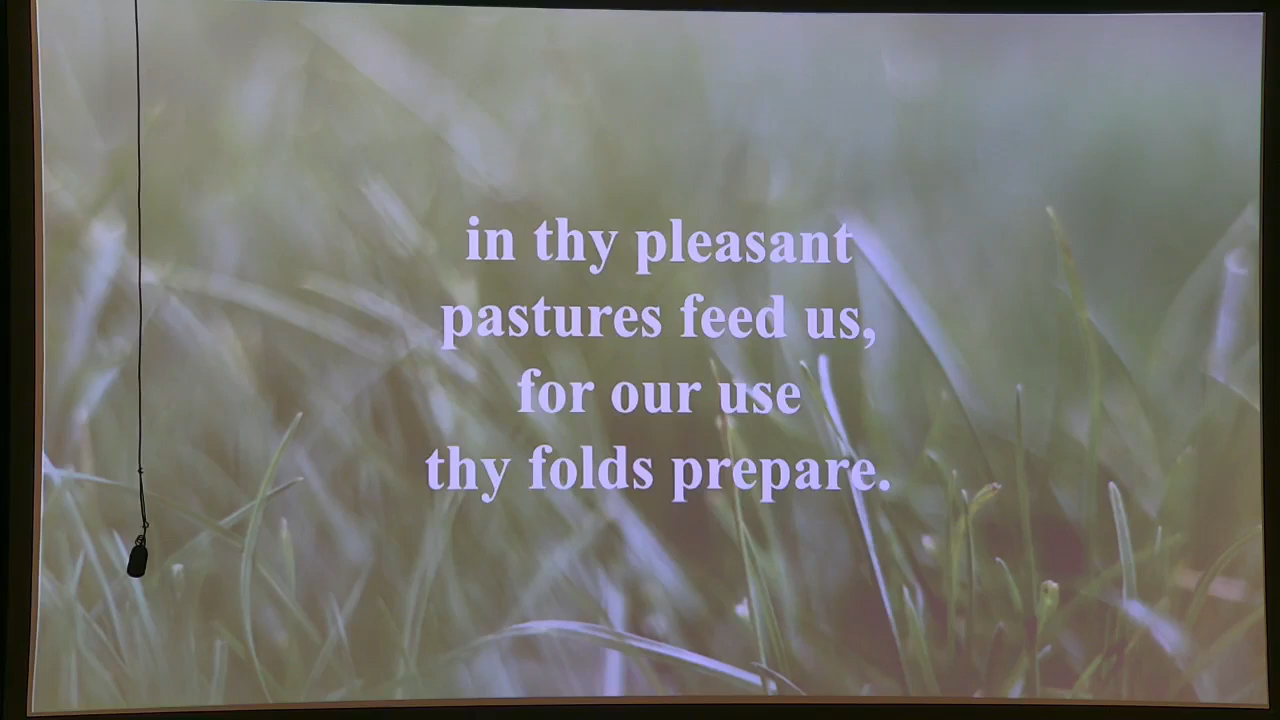 in thy pleasant
pastures feed us,
for our use
thy folds prepare.